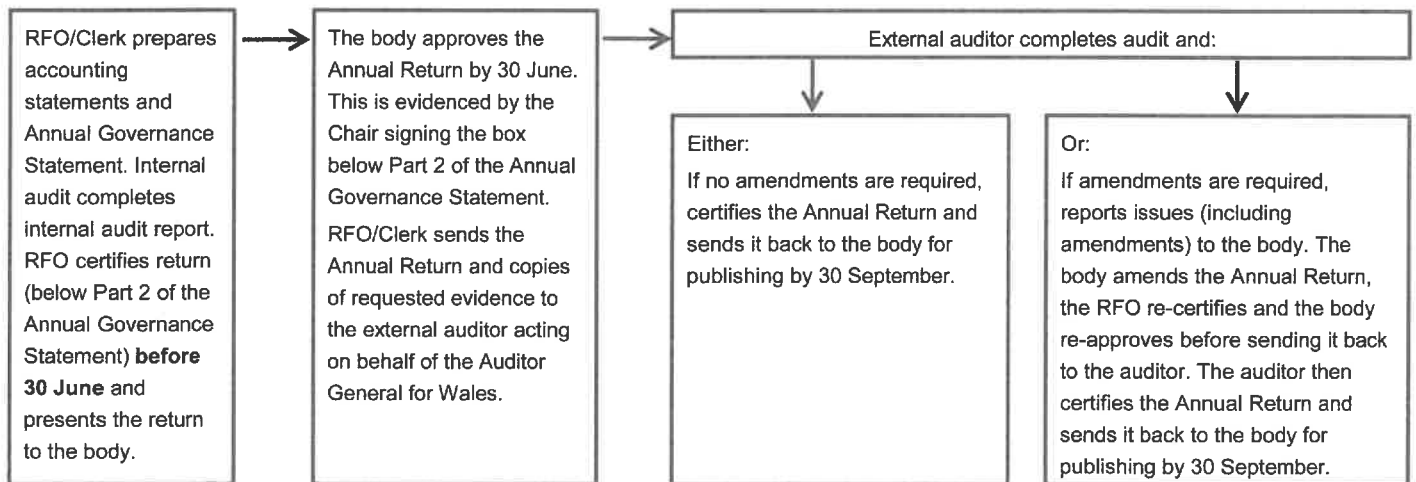 RFO/Clerk prepares
accounting
statements and
Annual Governance
Statement. Internal
audit completes
internal audit report.
RFO certifies return
(below Part 2 of the
Annual Governance
Statement) before
30 June and
presents the return
to the body.
The body approves the
Annual Return by 30 June.
This is evidenced by the
Chair signing the box
below Part 2 of the Annual
Governance Statement.
RFO/Clerk sends the
Annual Return and copies
of requested evidence to
the external auditor acting
on behalf of the Auditor
General for Wales.
External auditor completes audit and:
Either:
If no amendments are required,
certifies the Annual Return and
sends it back to the body for
publishing by 30 September.
Or:
If amendments are required,
reports issues (including
amendments) to the body. The
body amends the Annual Return,
the RFO re-certifies and the body
re-approves before sending it back
to the auditor. The auditor then
certifies the Annual Return and
sends it back to the body for
publishing by 30 September.